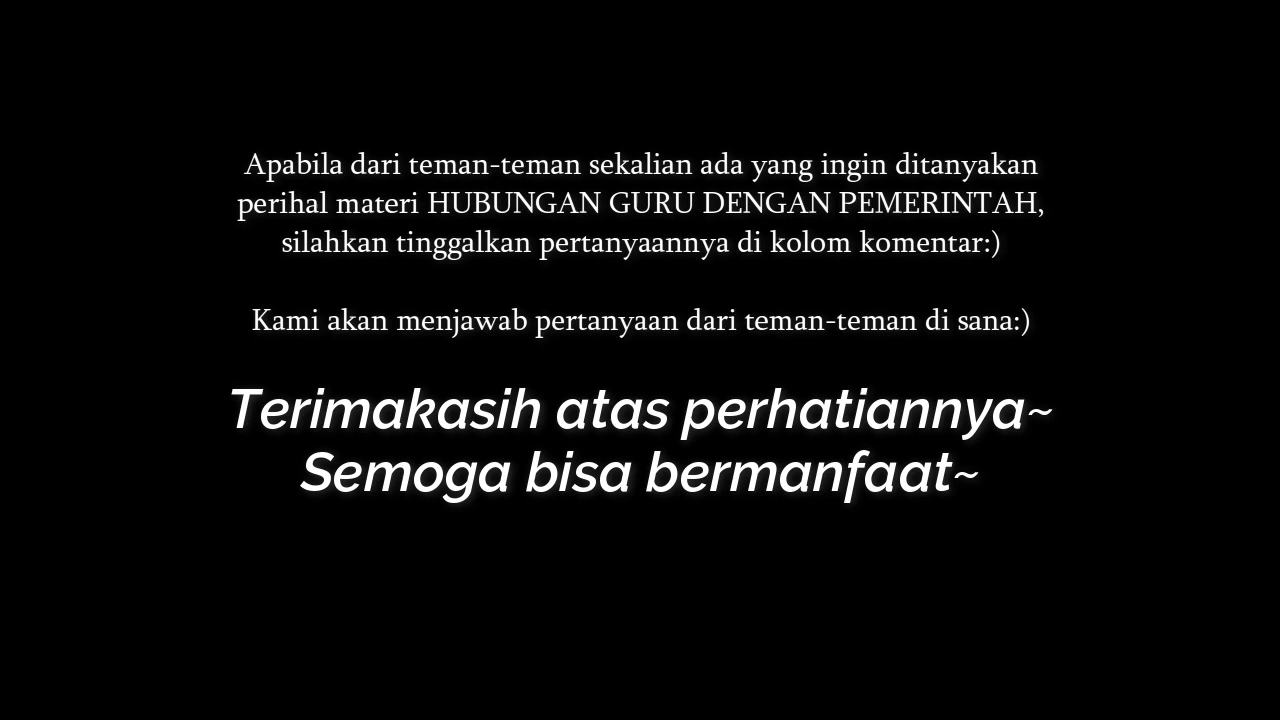 Apabila dari teman-teman sekalian ada yang ingin ditanyakan
perihal materi HUBUNGAN GURU DENGAN PEMERINTAH,
silahkan tinggalkan pertanyaannya di kolom komentar:)
Kami akan menjawab pertanyaan dari teman-teman di sana:)
Terimakasih atas perhatiannya~
Semoga bisa bermanfaat~